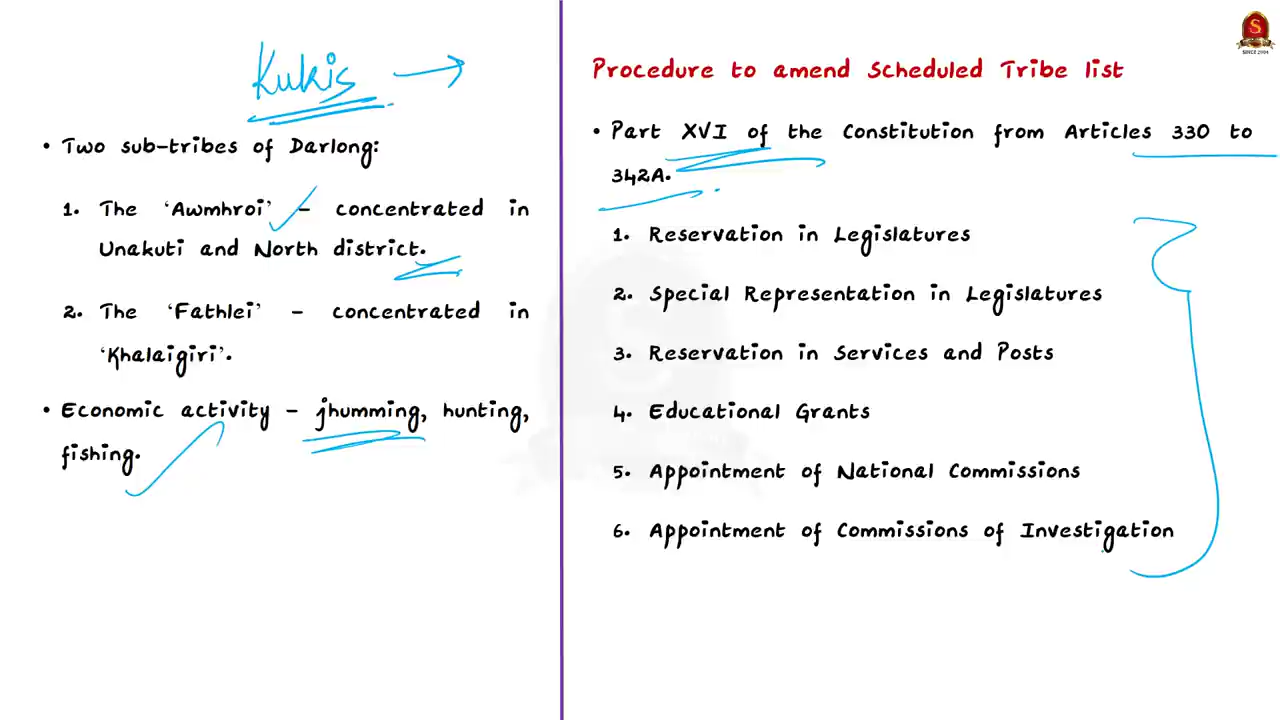 Kukis
• Two sub-tribes of Darlong:
1. The ‘Awmhroi’ – concentrated in
Unakuti and North district.
2. The ‘Fathlei’ – concentrated in
‘Khalaigiri’.
• Economic activity – jhumming, hunting,
fishing.
S
SINCE 2004
Procedure to amend Scheduled Tribe list
• Part XVI of the Constitution from Articles 330 to
342A.
1. Reservation in Legislatures
2. Special Representation in Legislatures
3. Reservation in Services and Posts
4. Educational Grants
5. Appointment of National Commissions
6. Appointment of Commissions of Investigation